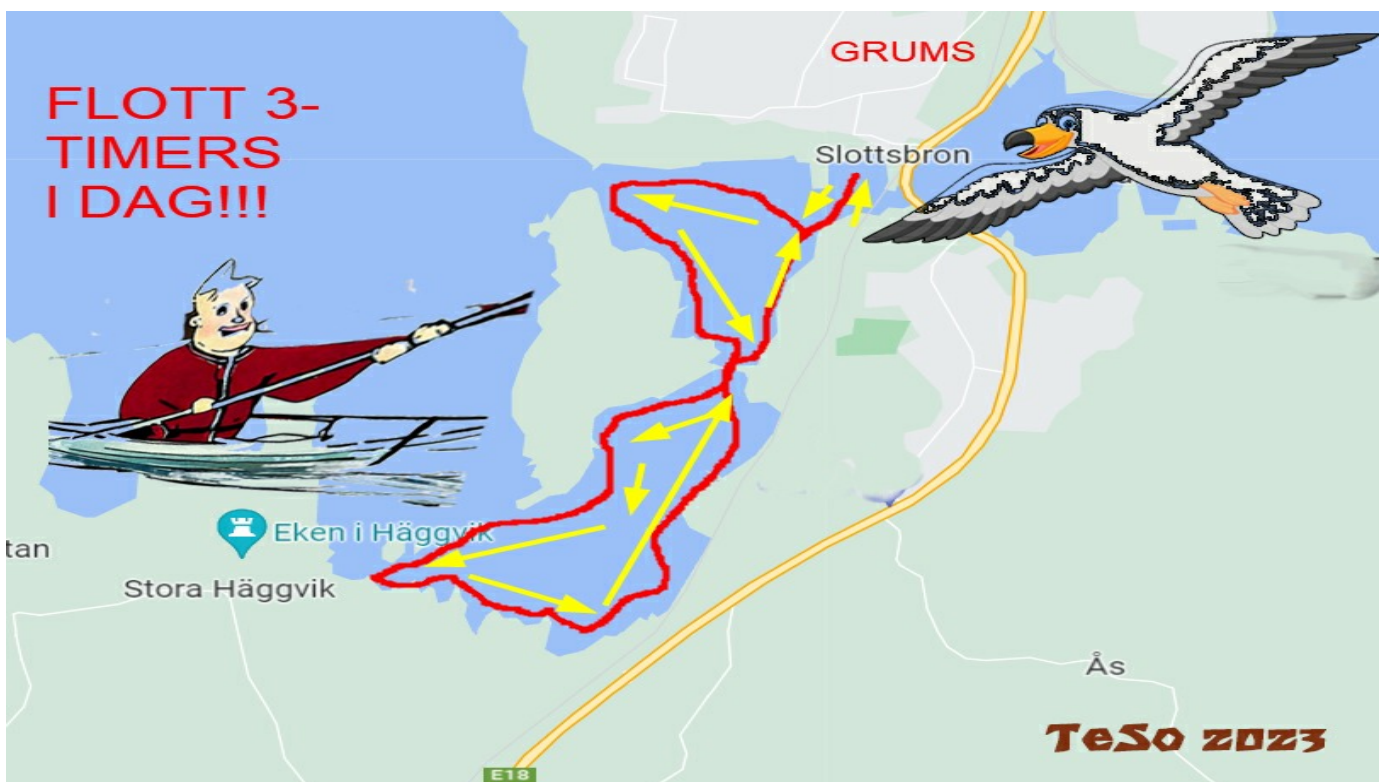 GRUMS
FLOTT 3-
TIMERS
I DAG!!!
Slottsbron
Eken i Häggvik
tan
Stora Häggvik
Ås
TeSo 2023
E18